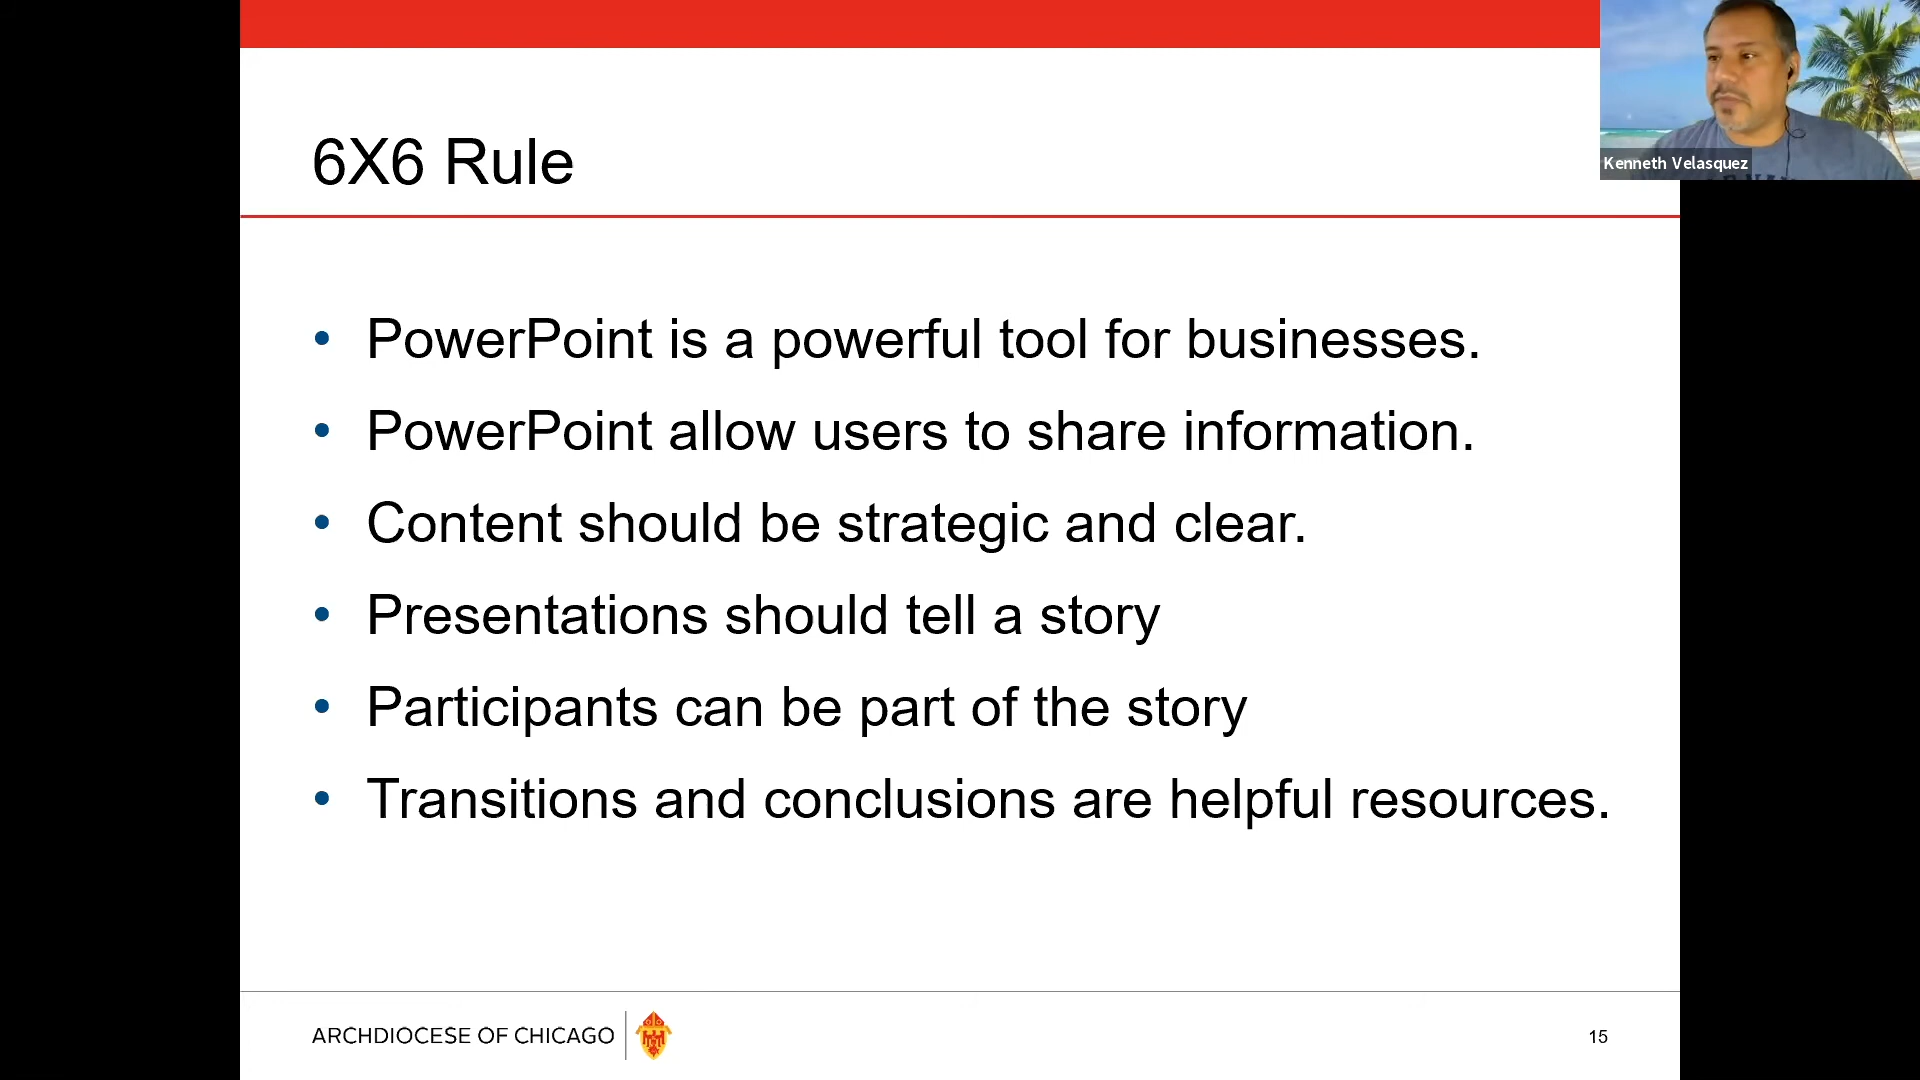 6X6 Rule
Kenneth Velasquez
• PowerPoint is a powerful tool for businesses.
• PowerPoint allow users to share information.
• Content should be strategic and clear.
• Presentations should tell a story
• Participants can be part of the story
• Transitions and conclusions are helpful resources.
ARCHDIOCESE OF CHICAGO
15